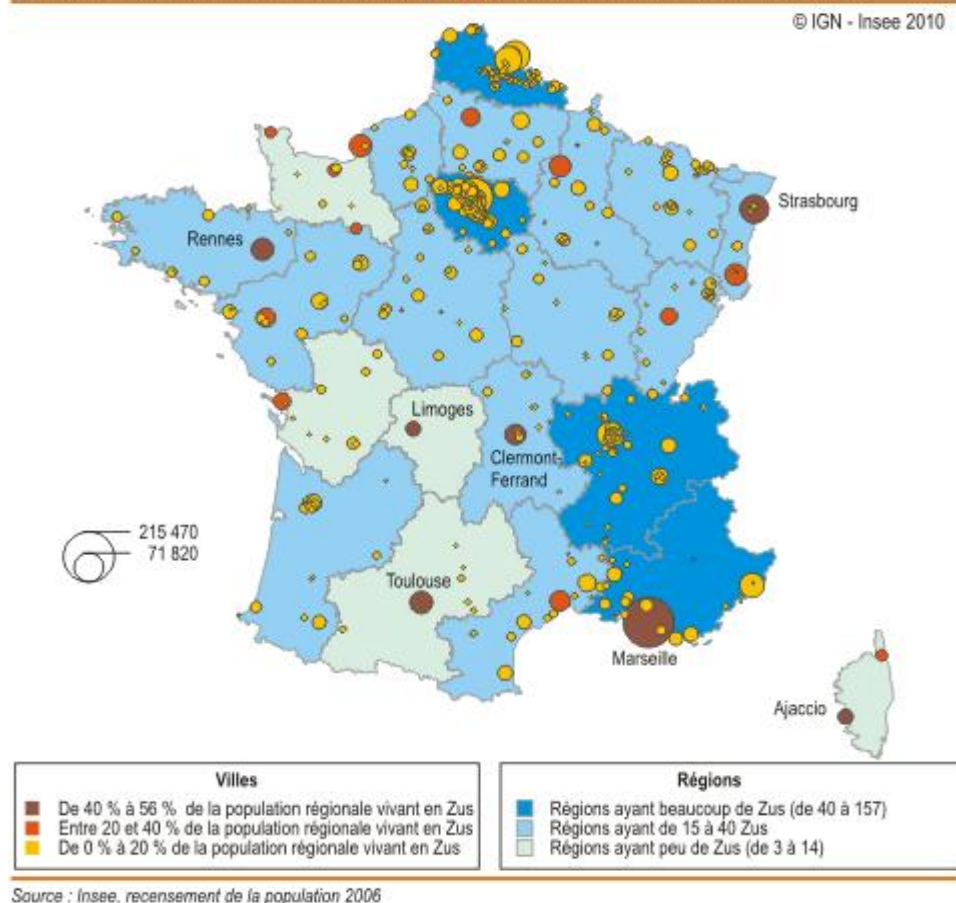 © IGN - Insee 2010
Strasbourg
Rennes
Limoges
Clermont-
Ferrand
215 470
71 820
Toulouse
Marseille
Ajaccio
Villes
De 40 % à 56 % de la population régionale vivant en Zus
Entre 20 et 40 % de la population régionale vivant en Zus
De 0 % à 20 % de la population régionale vivant en Zus
Régions
Régions ayant beaucoup de Zus (de 40 à 157)
Régions ayant de 15 à 40 Zus
Régions ayant peu de Zus (de 3 à 14)
Source : Insee, recensement de la population 2006